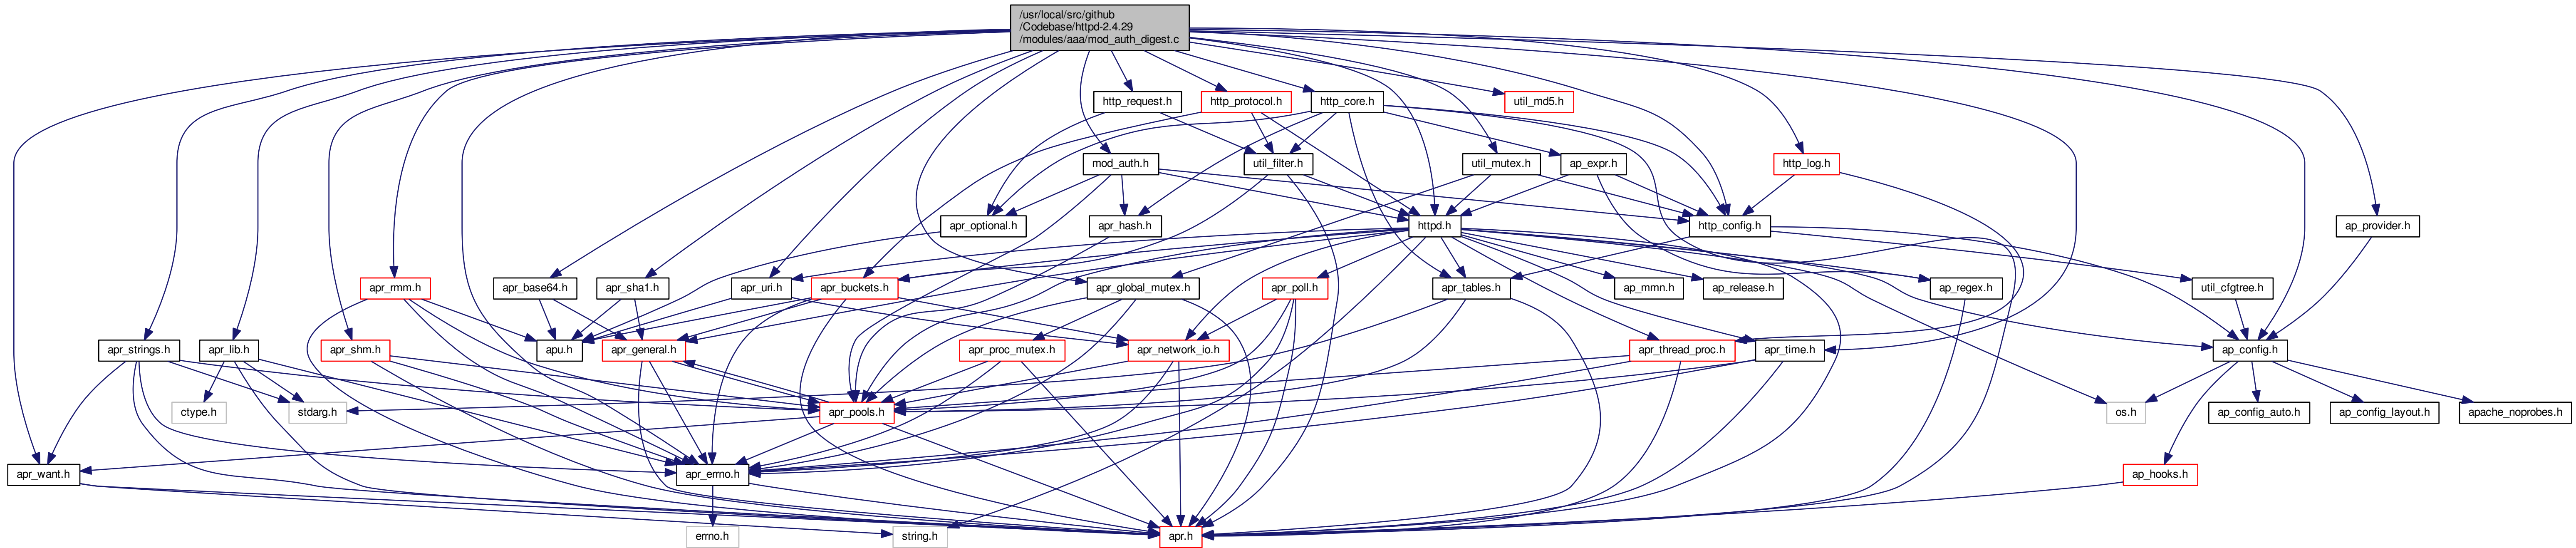 /usr/local/src/github
/Codebase/httpd-2.4.29
/modules/aaa/mod_auth_digest.c
http_request.h
http_protocol.h
http_core.h
util_md5.h
mod_auth.h
util_filter.h
util_mutex.h
ap_expr.h
http_log.h
apr_optional.h
apr_hash.h
httpd.h
http_config.h
ap_provider.h
apr_rmm.h
apr_base64.h
apr_sha1.h
apr_uri.h
apr_buckets.h
apr_global_mutex.h
apr_poll.h
apr_tables.h
ap_mmn.h
ap_release.h
ap_regex.h
util_cfgtree.h
apr_strings.h
apr_lib.h
apr_shm.h
apu.h
apr_general.h
apr_proc_mutex.h
apr_network_io.h
apr_thread_proc.h
apr_time.h
ap_config.h
ctype.h
stdarg.h
apr_pools.h
os.h
ap_config_auto.h
ap_config_layout.h
apache_noprobes.h
apr_want.h
apr_errno.h
ap_hooks.h
errno.h
string.h
apr.h